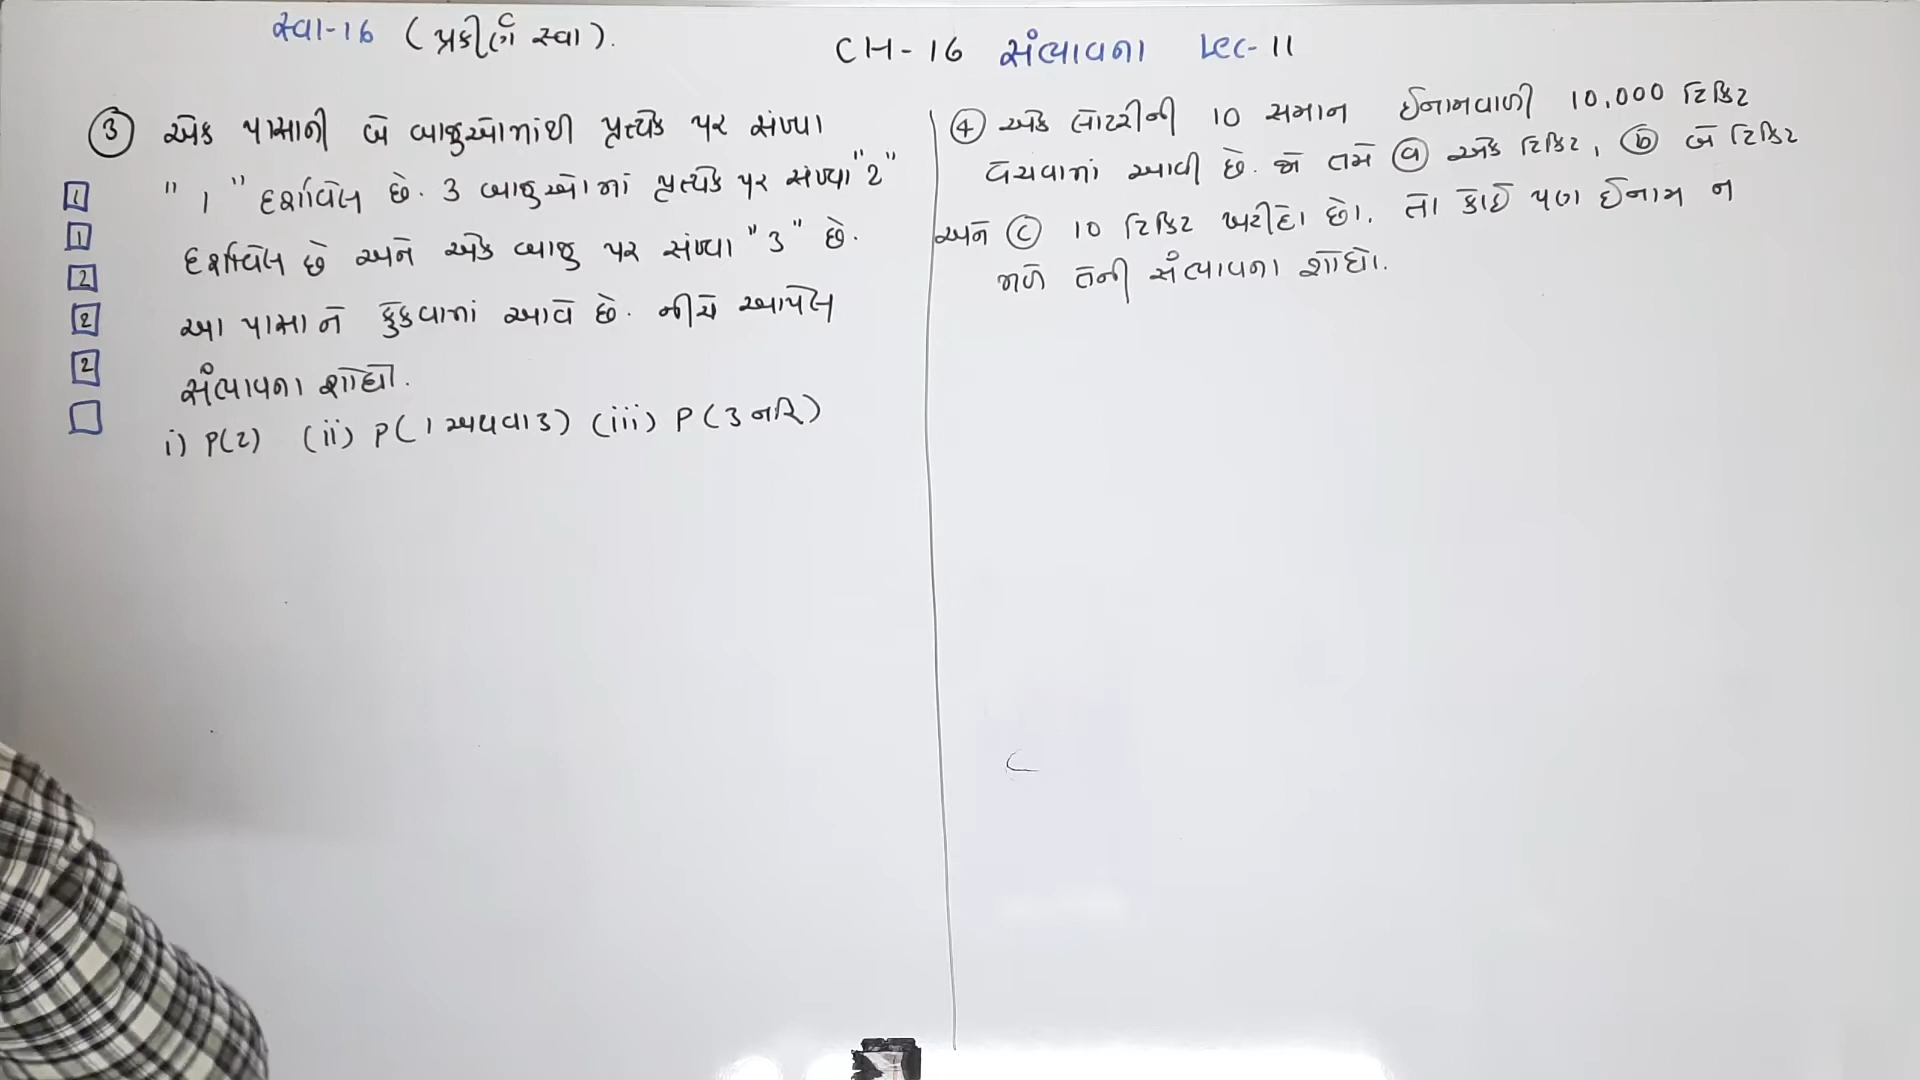 સ્વા-16 (પ્રકીર્ણ સ્વા).
CH-16 સંભાવના Lec-11
③ એક પાસાની બે બાજુઓમાંથી પ્રત્યેક પર સંખ્યા
"1" દર્શાવેલ છે. 3 બાજુઓમાં પ્રત્યેક પર સંખ્યા "2"
દર્શાવેલ છે અને એક બાજુ પર સંખ્યા "3" છે.
આ પાસાને ફેંકવામાં આવે છે. નીચે આપેલ
સંભાવના શોધો.
i) P(2) (ii) P(1 અથવા 3) (iii) P(3 નહિ)
1
1
2
2
2
④ એક લોટરીની 10 સમાન ઈનામવાળી 10,000 ટિકિટ
વેચવામાં આવી છે. જો તમે ⓐ એક ટિકિટ, ⓑ બે ટિકિટ
અને ⓒ 10 ટિકિટ ખરીદો છો. તો કોઈ પણ ઈનામ ન
મળે તેની સંભાવના શોધો.